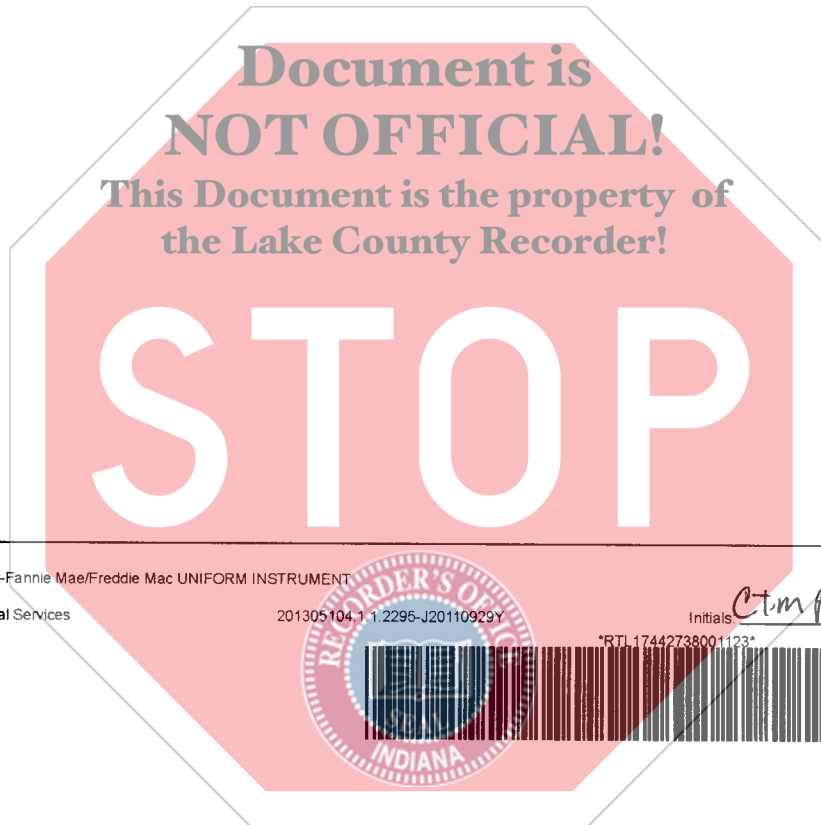 Document is
NOT OFFICIAL!
This Document is the property of
the Lake County Recorder!
STOP
-Fannie Mae/Freddie Mac UNIFORM INSTRUMENT
al Services 201305104.1.1.2295-J20110929Y Initials
*RTL17442738001123*
RECORDER'S OFFICE
SEAL
INDIANA